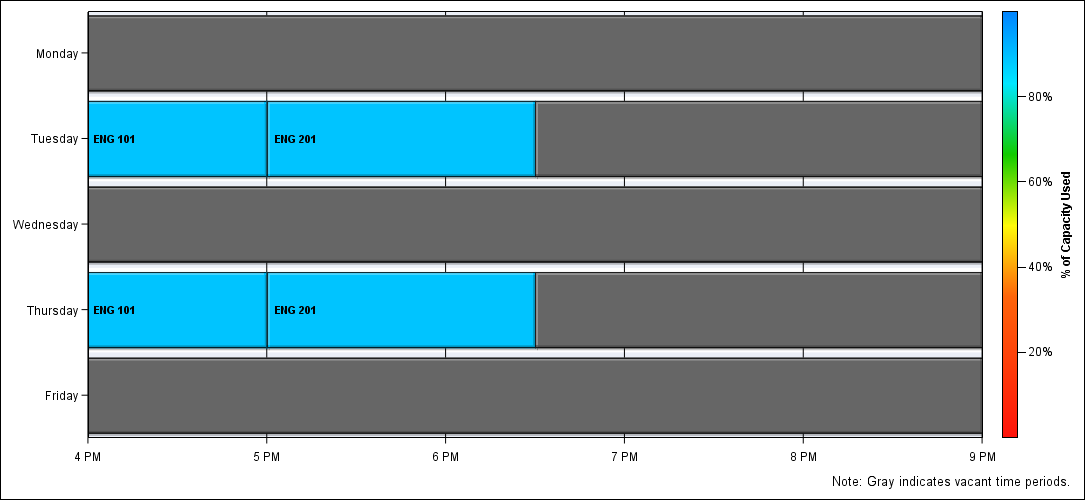 Monday
Tuesday
ENG 101
ENG 201
Wednesday
Thursday
ENG 101
ENG 201
Friday
4 PM
5 PM
6 PM
7 PM
8 PM
9 PM
80%
60%
40%
20%
% of Capacity Used
Note: Gray indicates vacant time periods.